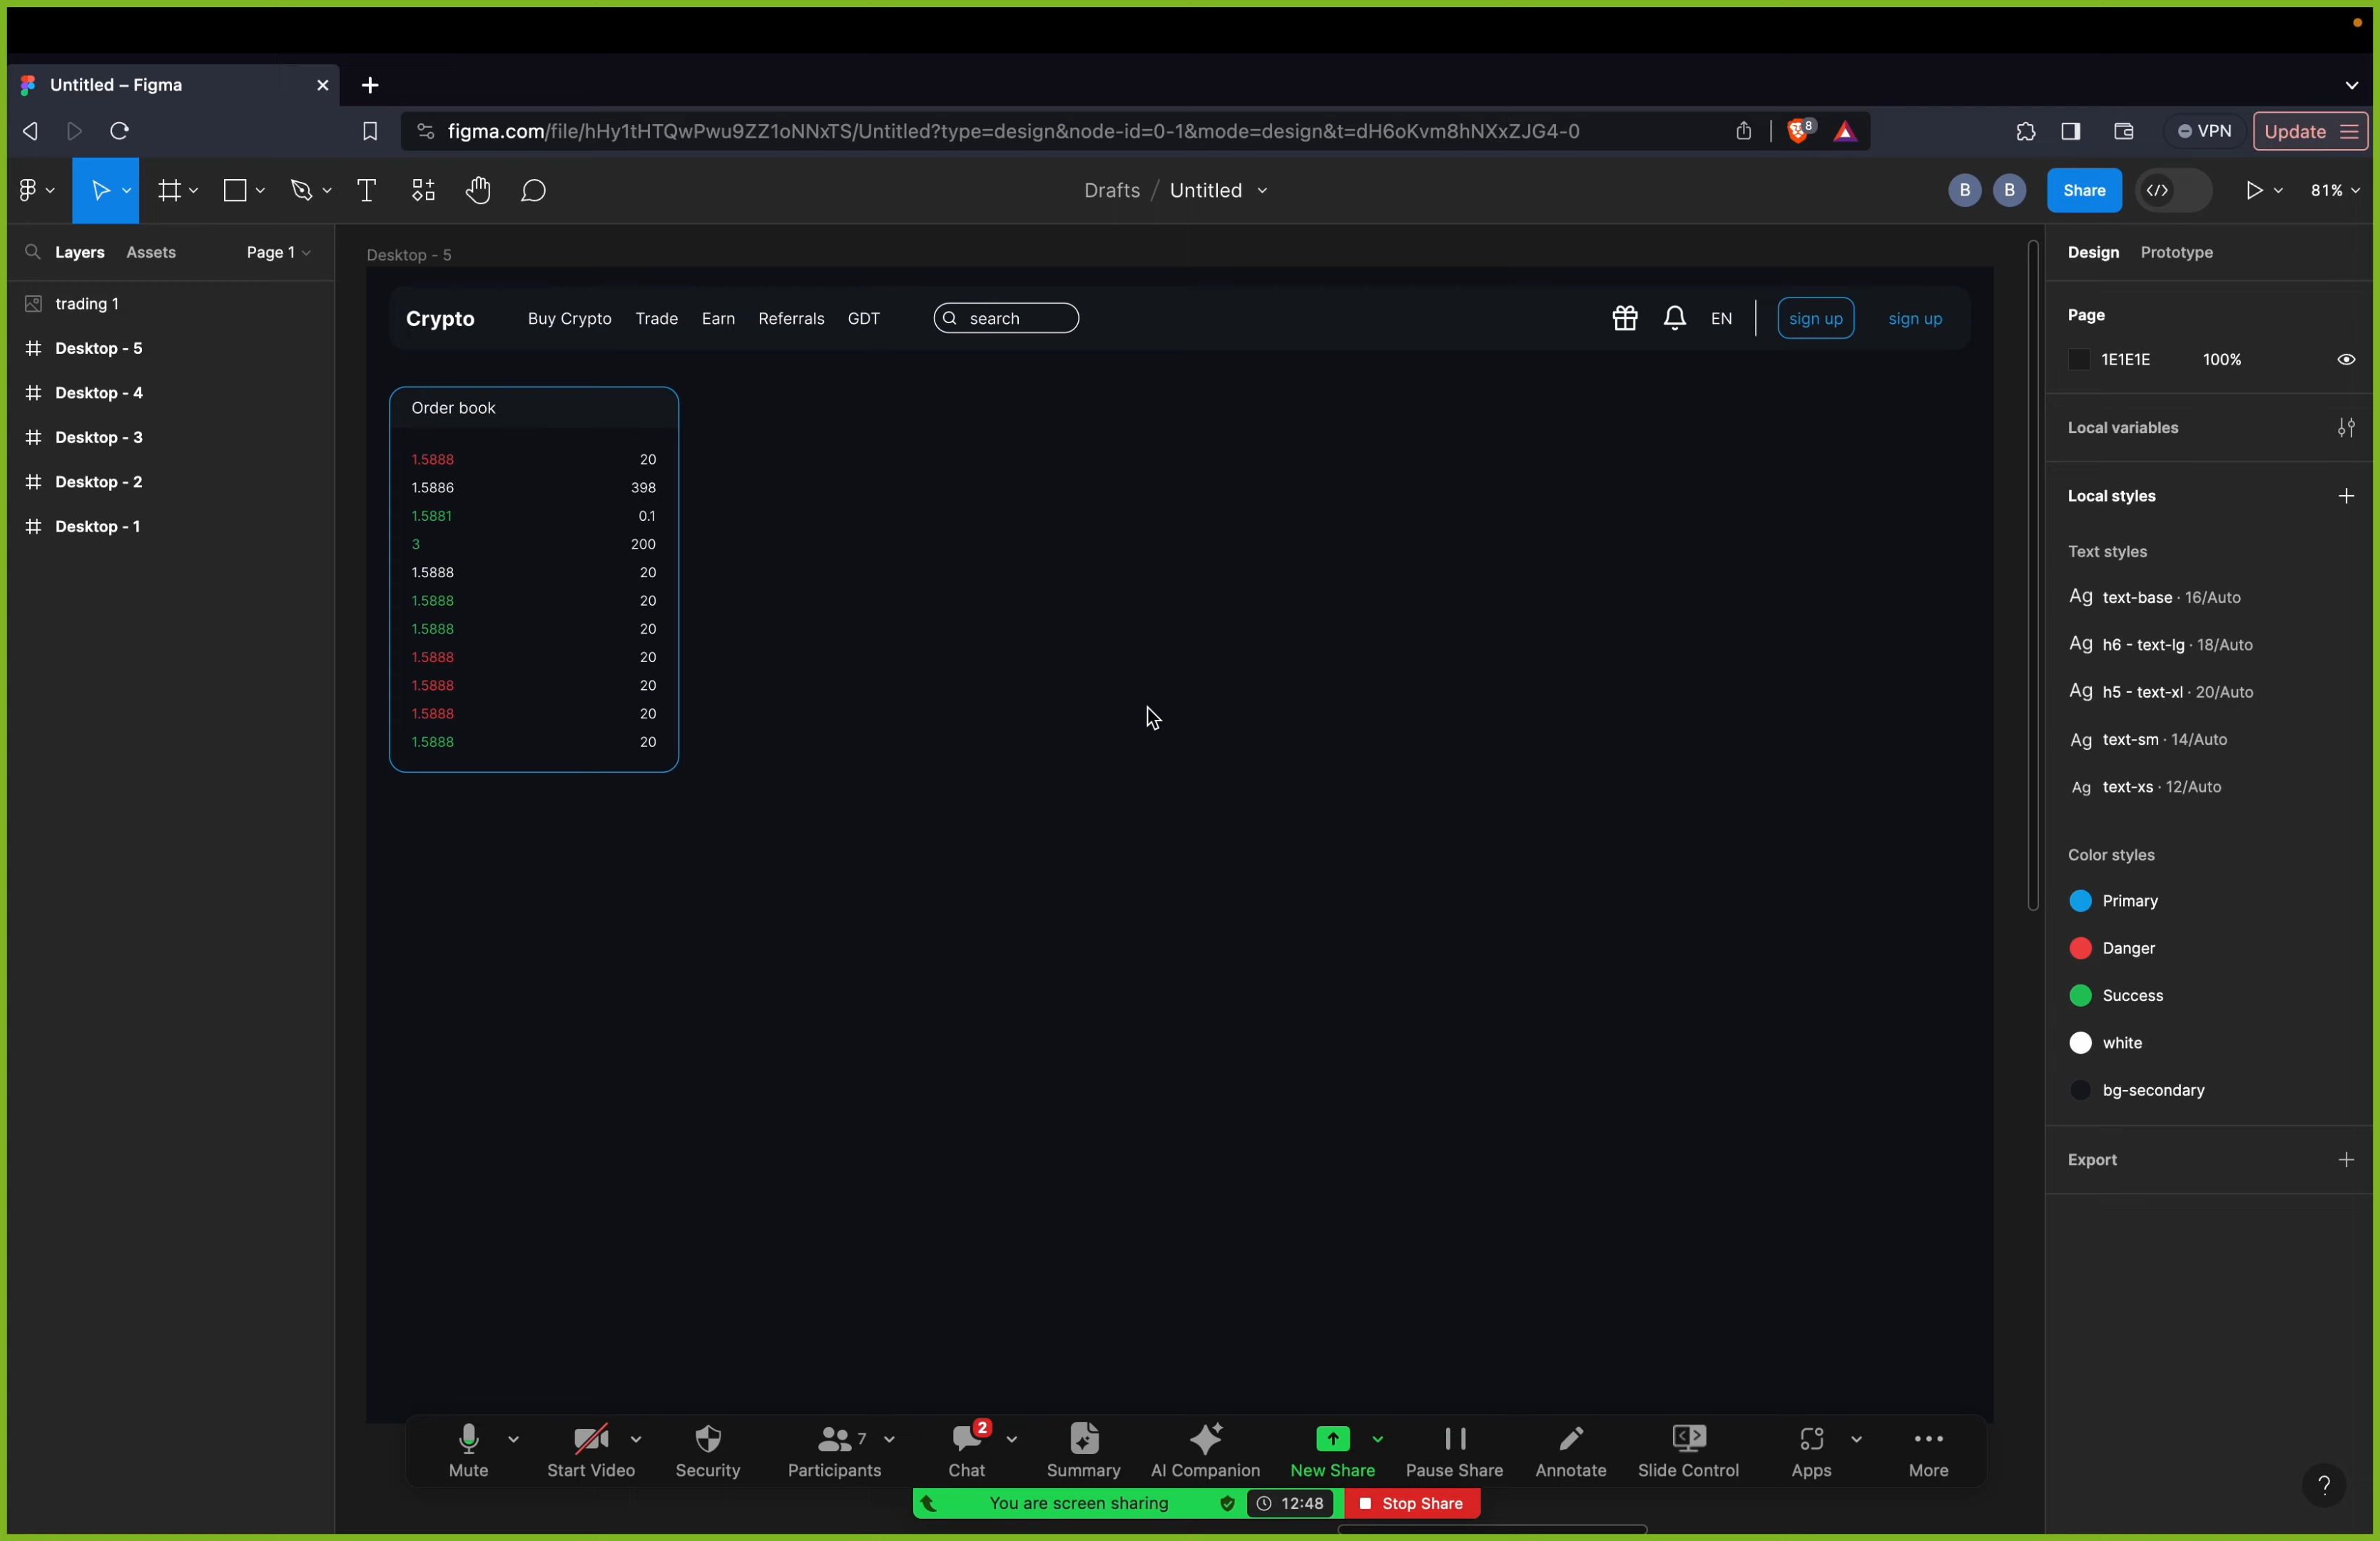 Untitled – Figma
figma.com/file/hHy1tHTQwPwu9ZZ1oNNxTS/Untitled?type=design&node-id=0-1&mode=design&t=dH6oKvm8hNXxZJG4-0
8
VPN
Update
Drafts / Untitled
B
B
Share
81%
Layers
Assets
Page 1
trading 1
Desktop - 5
Desktop - 4
Desktop - 3
Desktop - 2
Desktop - 1
Desktop - 5
Crypto
Buy Crypto
Trade
Earn
Referrals
GDT
search
EN
sign up
sign up
Order book
1.5888 20
1.5886 398
1.5881 0.1
3 200
1.5888 20
1.5888 20
1.5888 20
1.5888 20
1.5888 20
1.5888 20
1.5888 20
Design
Prototype
Page
1E1E1E 100%
Local variables
Local styles
Text styles
Ag text-base · 16/Auto
Ag h6 - text-lg · 18/Auto
Ag h5 - text-xl · 20/Auto
Ag text-sm · 14/Auto
Ag text-xs · 12/Auto
Color styles
Primary
Danger
Success
white
bg-secondary
Export
Mute
Start Video
Security
7
Participants
2
Chat
Summary
AI Companion
New Share
Pause Share
Annotate
Slide Control
Apps
More
You are screen sharing
12:48
Stop Share
?